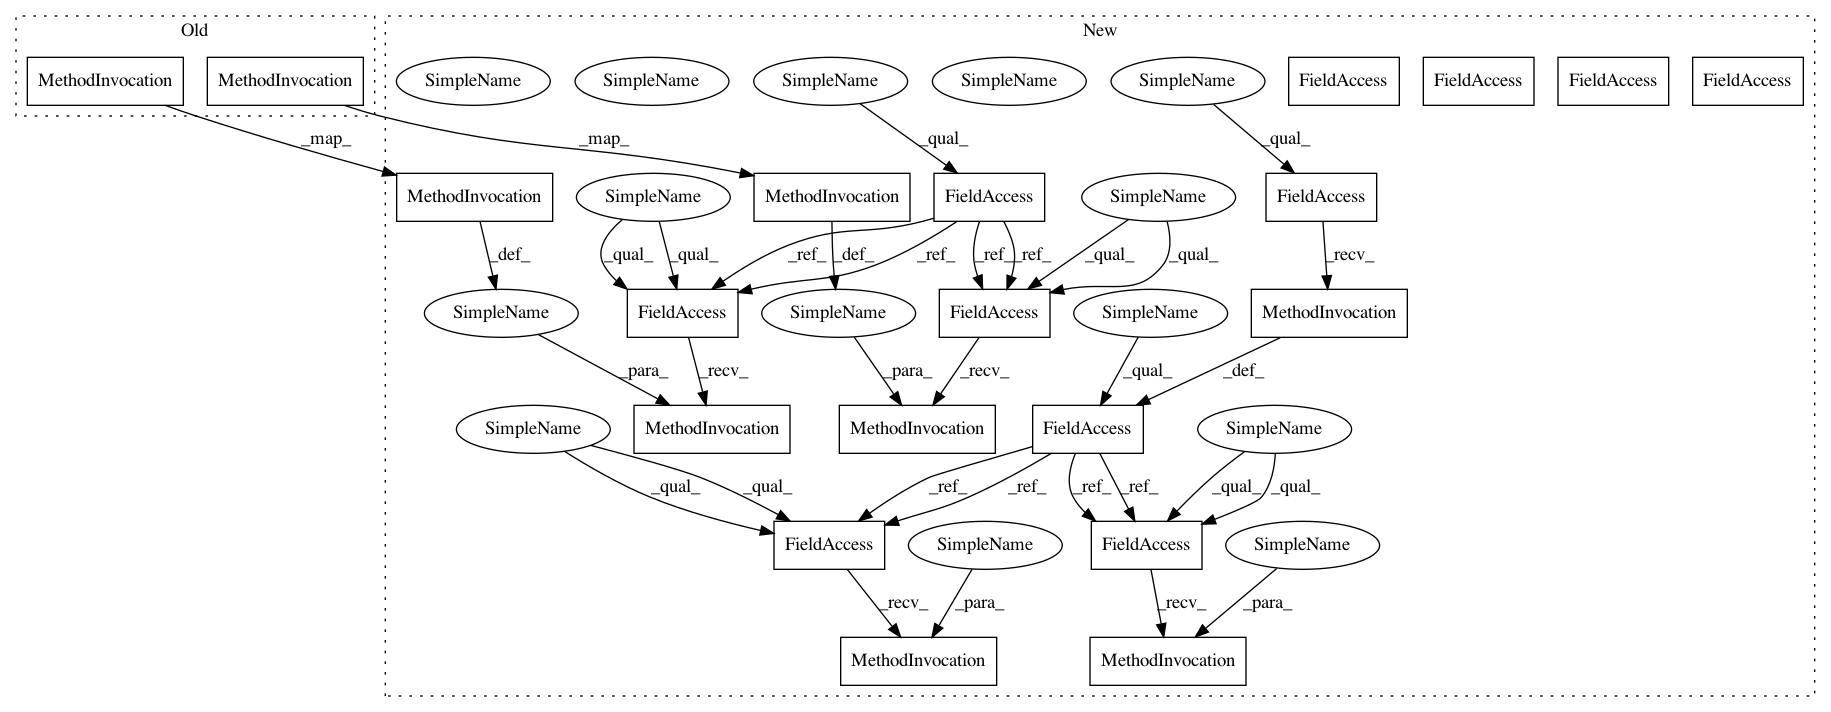 Old
New
MethodInvocation MethodInvocation SimpleName SimpleName SimpleName SimpleName SimpleName FieldAccess FieldAccess FieldAccess FieldAccess
_map_ _map_ _qual_ _qual_
MethodInvocation SimpleName MethodInvocation FieldAccess SimpleName FieldAccess
_def_ _qual_ _qual_ _ref_ _def_ _ref_ _ref_ _ref_ _qual_ _qual_ _recv_
SimpleName FieldAccess SimpleName FieldAccess SimpleName MethodInvocation
_para_ _recv_ _para_ _recv_ _qual_ _def_
SimpleName MethodInvocation MethodInvocation FieldAccess SimpleName
_qual_ _qual_ _ref_ _ref_ _ref_ _ref_ _qual_ _qual_
FieldAccess SimpleName FieldAccess SimpleName
_recv_ _para_ _recv_ _para_
MethodInvocation MethodInvocation